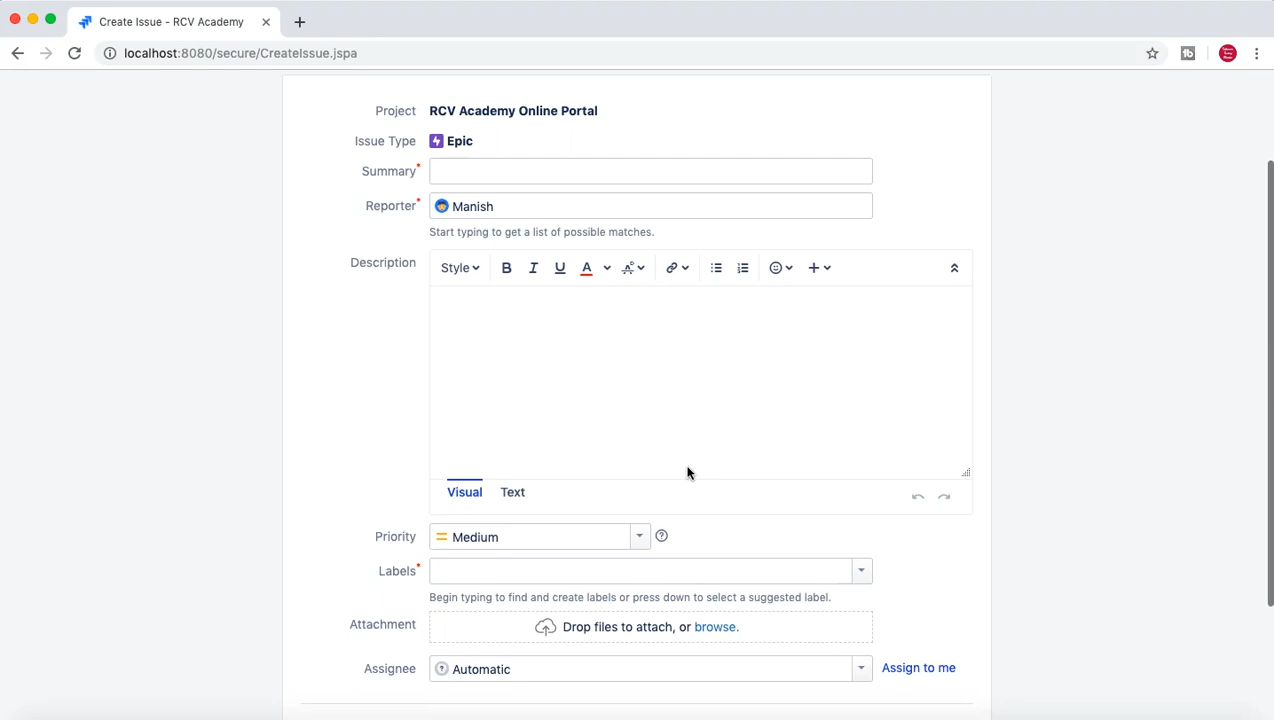 Create Issue - RCV Academy
localhost:8080/secure/CreateIssue.jspa
Project RCV Academy Online Portal
Issue Type Epic
Summary*
Reporter* Manish
Start typing to get a list of possible matches.
Description Style B I U A
Visual Text
Priority Medium
Labels*
Begin typing to find and create labels or press down to select a suggested label.
Attachment Drop files to attach, or browse.
Assignee Automatic Assign to me